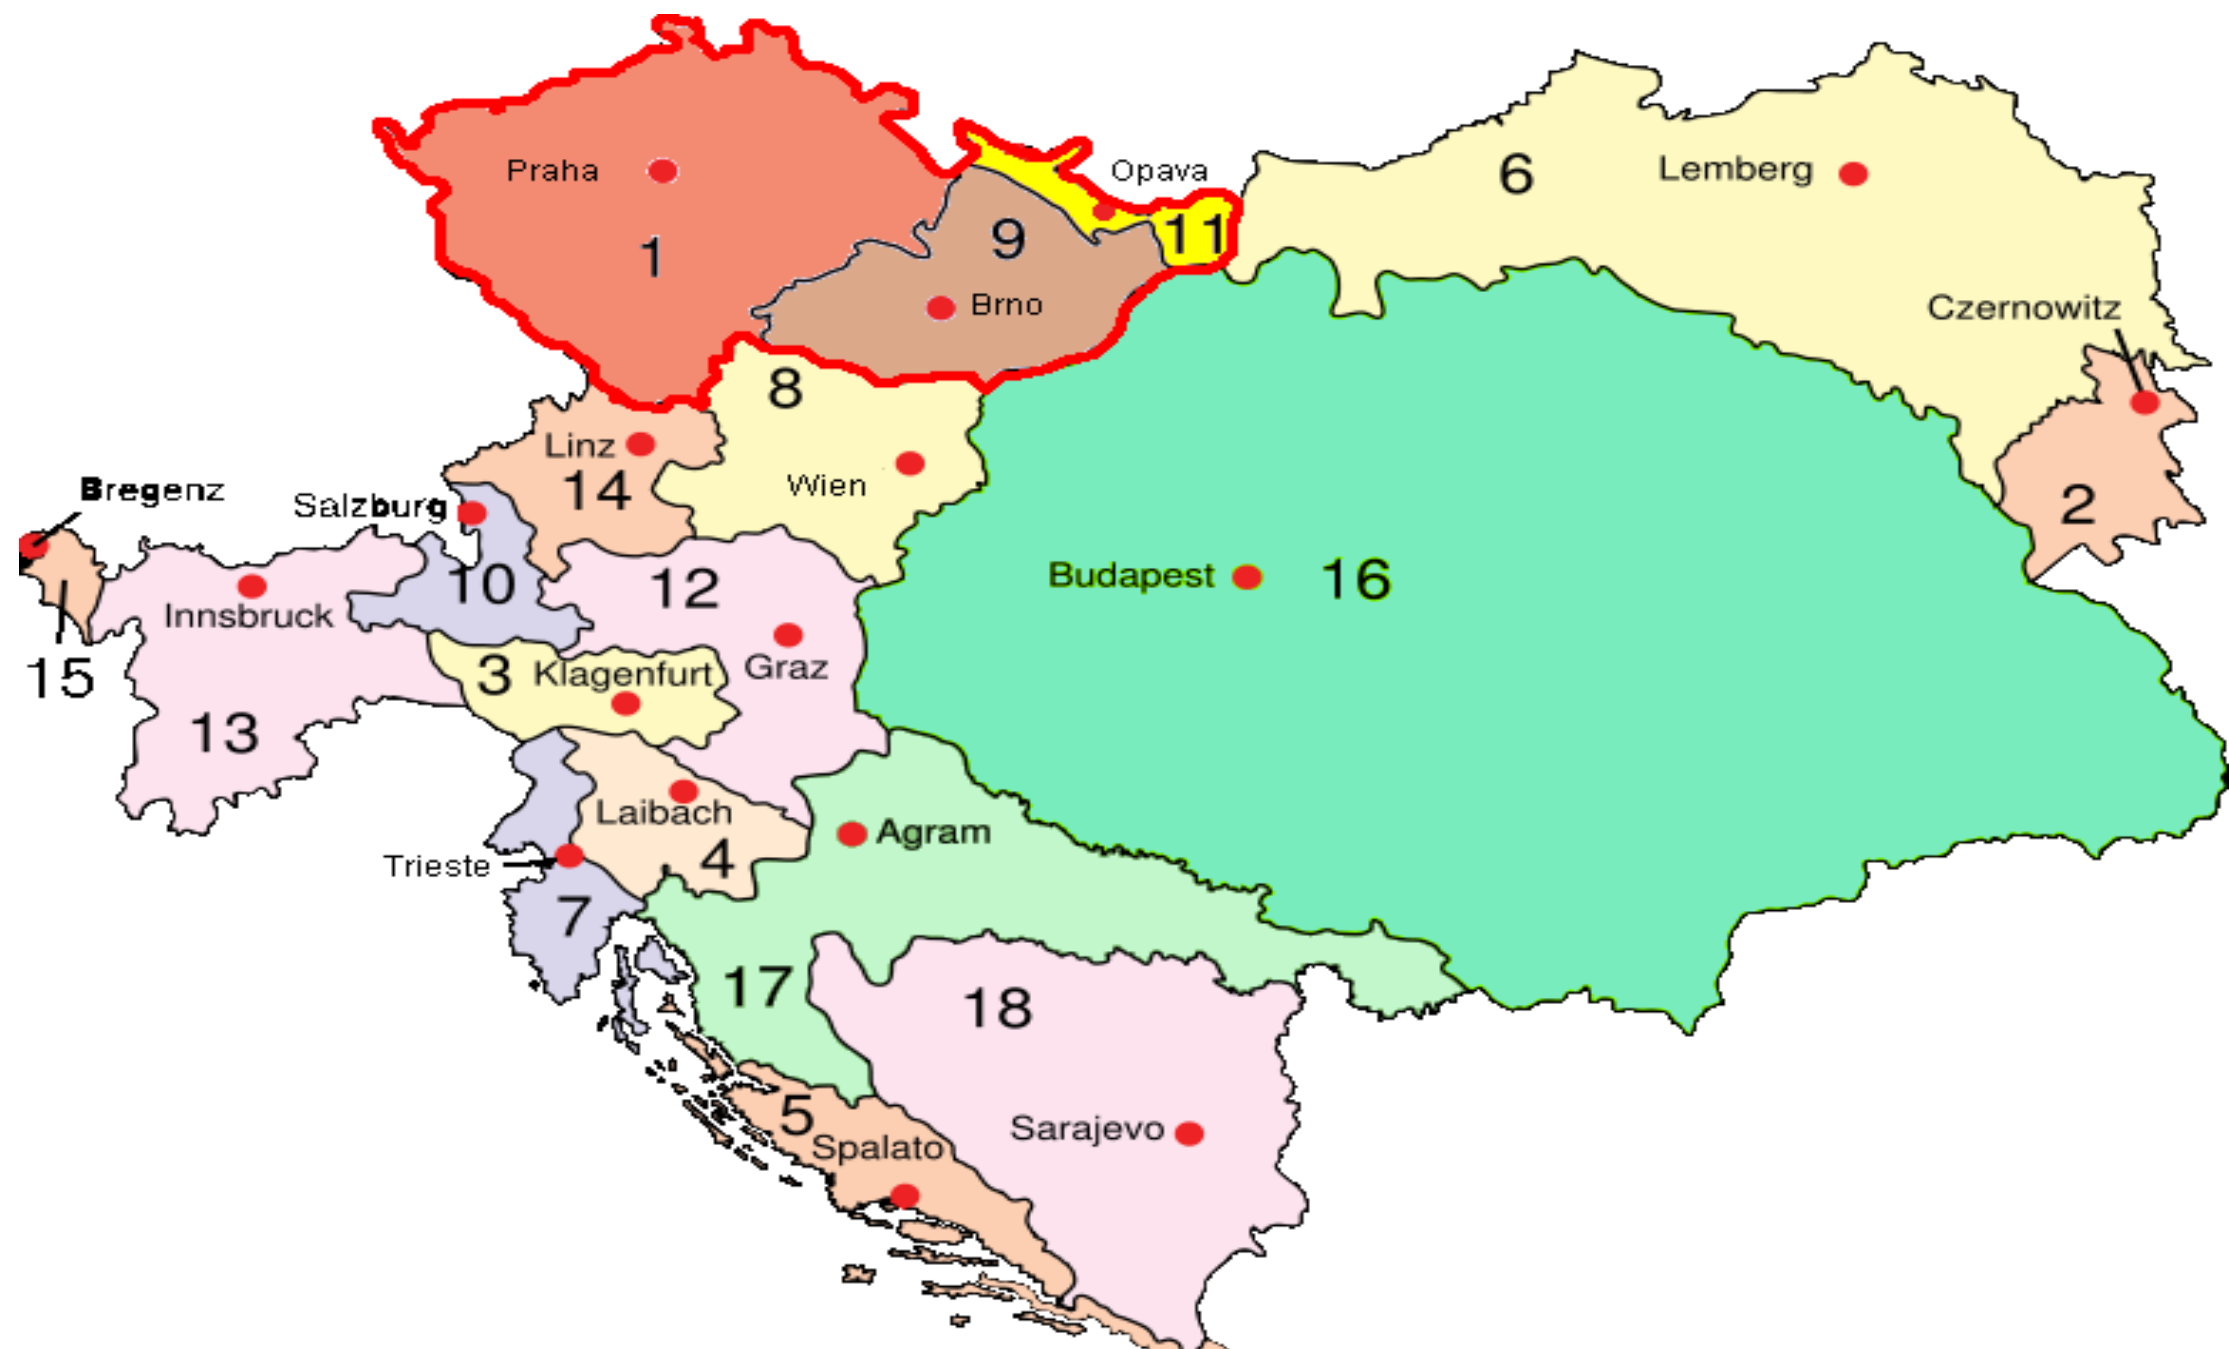 Praha
Opava
6
Lemberg
1
9
11
Brno
Czernowitz
8
Linz
14
Wien
Bregenz
Salzburg
2
10
12
Budapest
16
Innsbruck
15
3
Klagenfurt
Graz
13
Laibach
4
Agram
Trieste
7
17
18
5
Spalato
Sarajevo